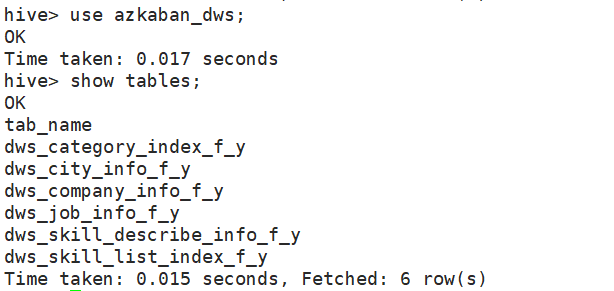 hive> use azkaban_dws;
OK
Time taken: 0.017 seconds
hive> show tables;
OK
tab_name
dws_category_index_f_y
dws_city_info_f_y
dws_company_info_f_y
dws_job_info_f_y
dws_skill_describe_info_f_y
dws_skill_list_index_f_y
Time taken: 0.015 seconds, Fetched: 6 row(s)